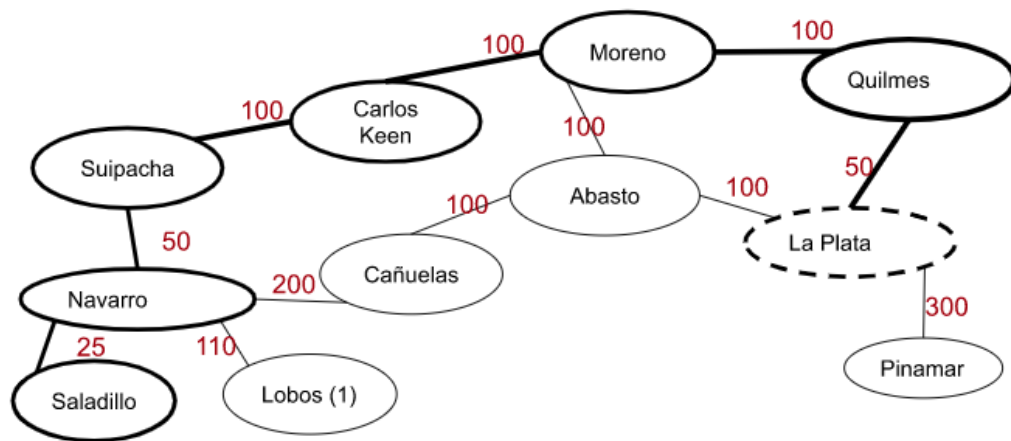 100
Moreno
100
Quilmes
100
Carlos
Keen
100
50
Suipacha
Abasto
100
100
La Plata
50
Cañuelas
Navarro
200
300
25
110
Pinamar
Saladillo
Lobos (1)